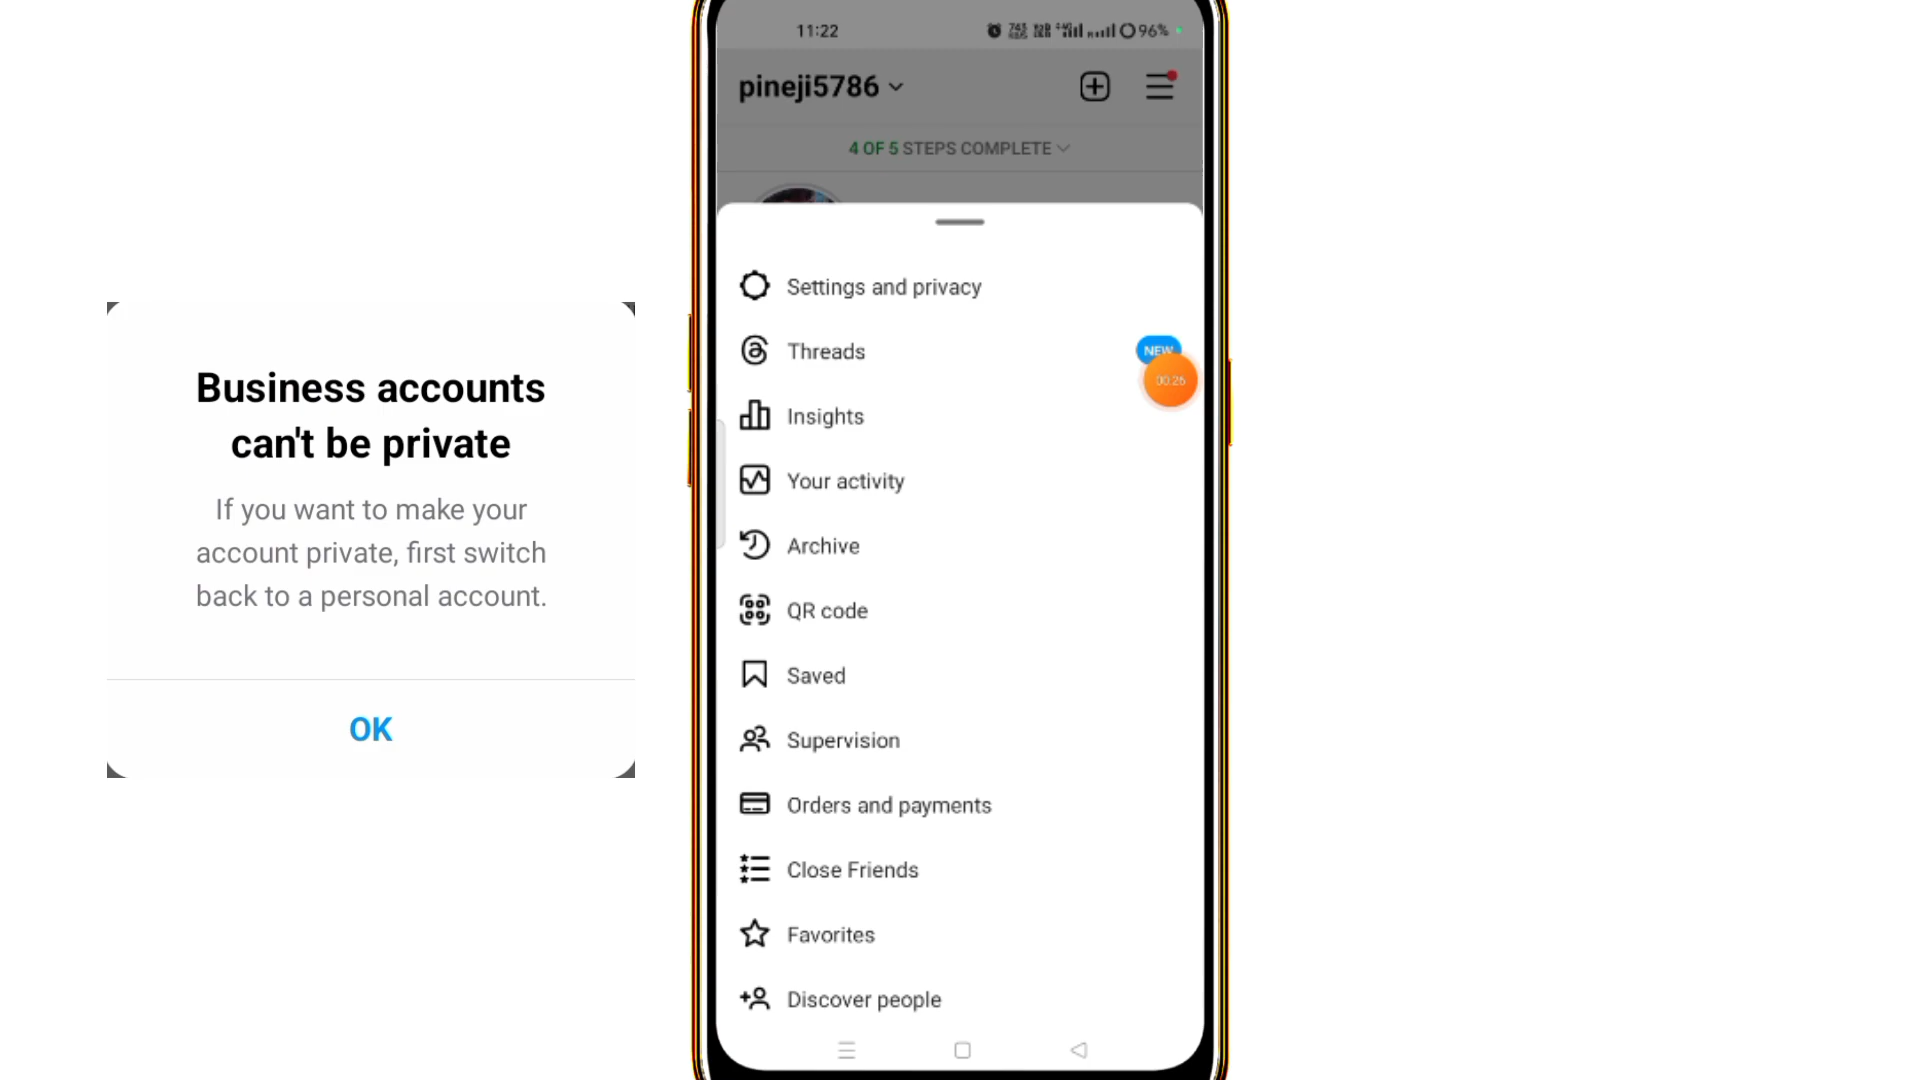 Business accounts
can't be private
If you want to make your
account private, first switch
back to a personal account.
OK
11:22
96%
pineji5786
4 OF 5 STEPS COMPLETE
Settings and privacy
Threads
NEW
00:26
Insights
Your activity
Archive
QR code
Saved
Supervision
Orders and payments
Close Friends
Favorites
Discover people